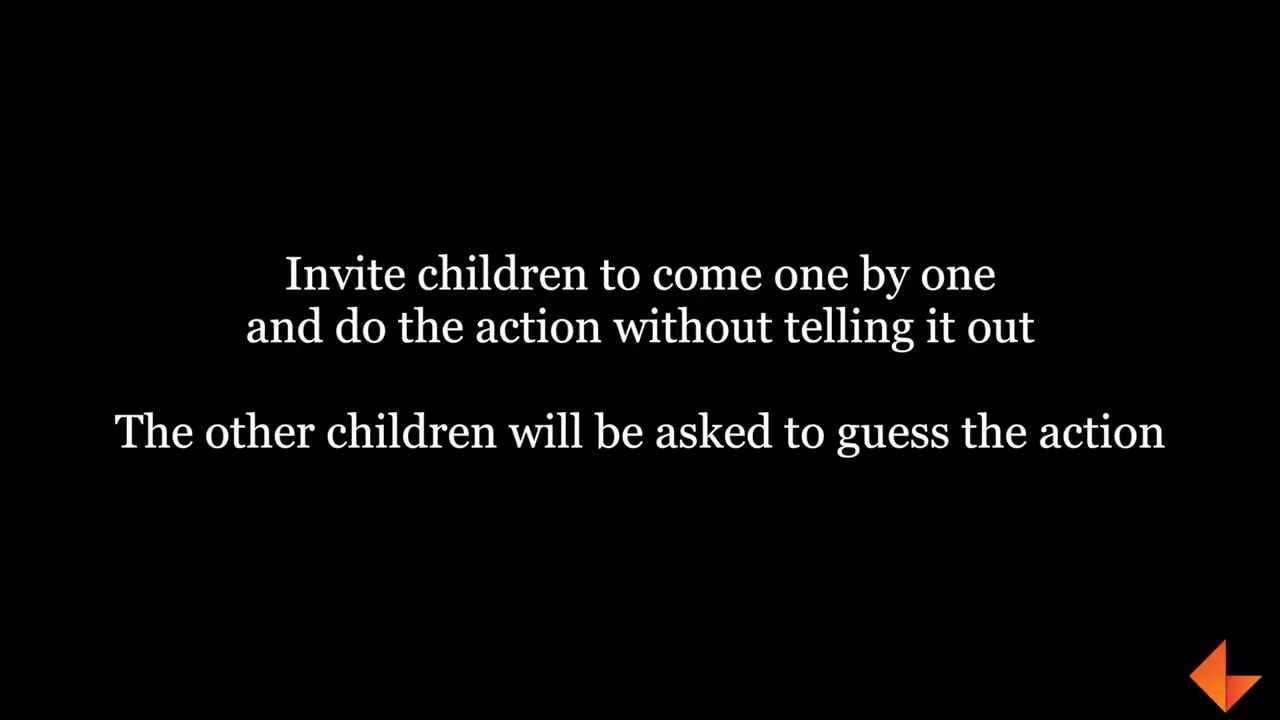 Invite children to come one by one
and do the action without telling it out
The other children will be asked to guess the action